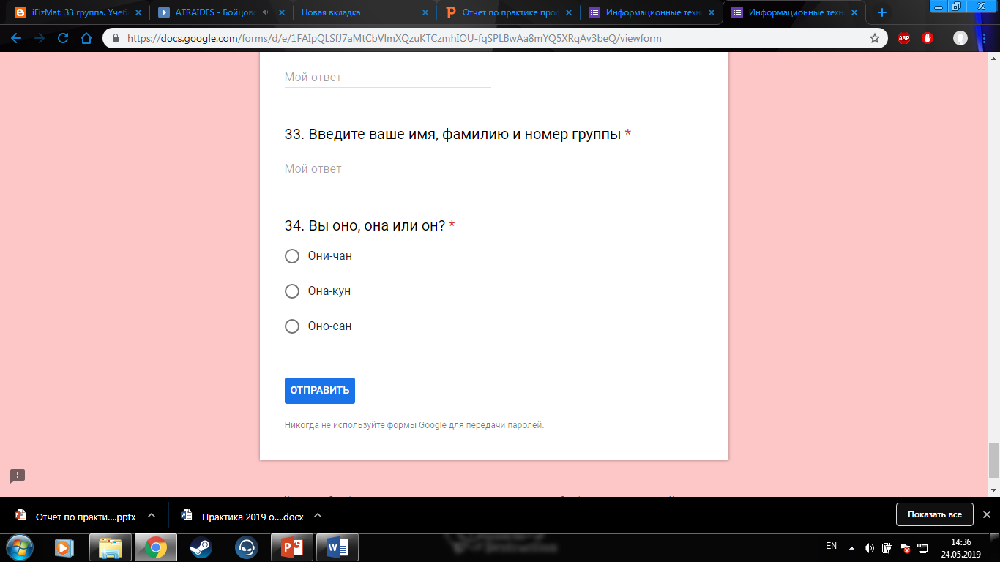 iFizMat: 33 группа. Учеб
ATRAIDES - Бойцовс
Новая вкладка
Отчет по практике проф
Информационные техн
Информационные техн
https://docs.google.com/forms/d/e/1FAIpQLSfJ7aMtCbVlmXQzuKTCzmhIOU-fqSPLBwAa8mYQ5XRqAv3beQ/viewform
ABP
Мой ответ
33. Введите ваше имя, фамилию и номер группы *
Мой ответ
34. Вы оно, она или он? *
Они-чан
Она-кун
Оно-сан
ОТПРАВИТЬ
Никогда не используйте формы Google для передачи паролей.
Отчет по практи....pptx
Практика 2019 о....docx
Показать все
EN
14:36
24.05.2019